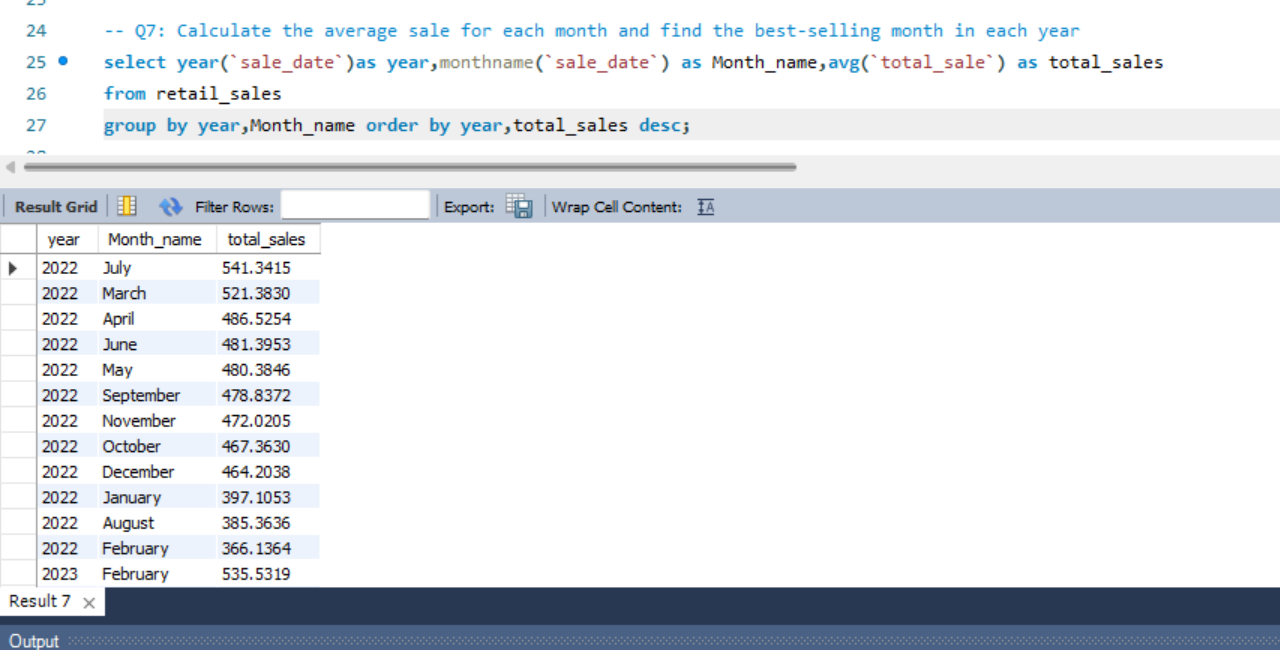 24 -- Q7: Calculate the average sale for each month and find the best-selling month in each year
25 select year(`sale_date`)as year,monthname(`sale_date`) as Month_name,avg(`total_sale`) as total_sales
26 from retail_sales
27 group by year,Month_name order by year,total_sales desc;
Result Grid Filter Rows: Export: Wrap Cell Content: IA
year Month_name total_sales
2022 July 541.3415
2022 March 521.3830
2022 April 486.5254
2022 June 481.3953
2022 May 480.3846
2022 September 478.8372
2022 November 472.0205
2022 October 467.3630
2022 December 464.2038
2022 January 397.1053
2022 August 385.3636
2022 February 366.1364
2023 February 535.5319
Result 7
Output